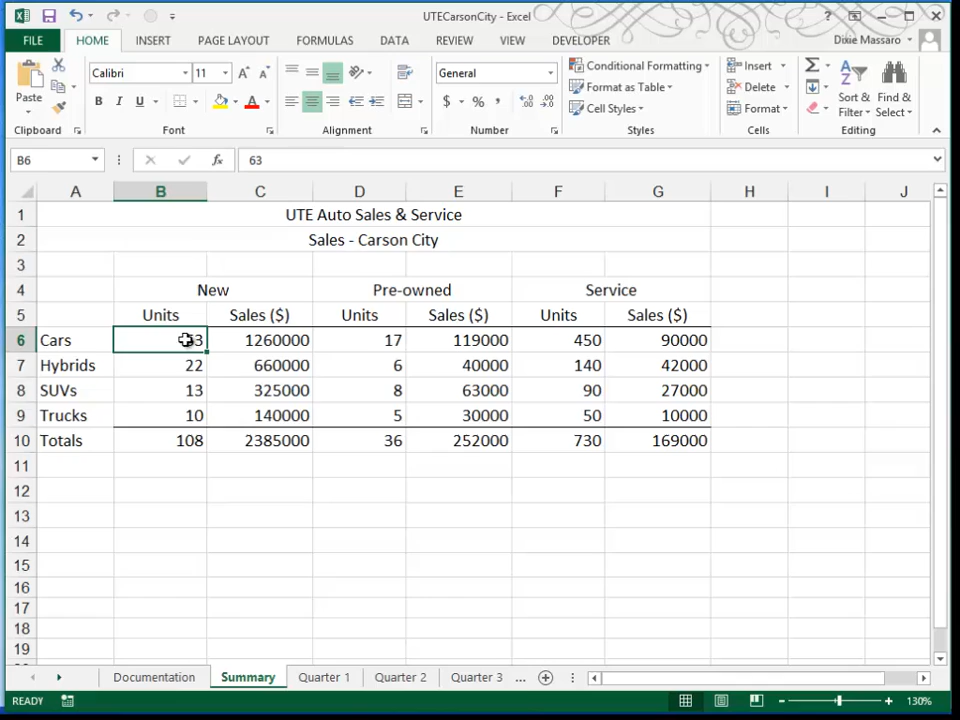 UTECarsonCity - Excel
FILE HOME INSERT PAGE LAYOUT FORMULAS DATA REVIEW VIEW DEVELOPER Dixie Massaro
Paste
Calibri 11
B I U A
General
$ % ,
Conditional Formatting
Format as Table
Cell Styles
Insert
Delete
Format
Sort & Filter
Find & Select
Clipboard Font Alignment Number Styles Cells Editing
B6 fx 63
A B C D E F G H I J
1 UTE Auto Sales & Service
2 Sales - Carson City
3
4 New Pre-owned Service
5 Units Sales ($) Units Sales ($) Units Sales ($)
6 Cars 63 1260000 17 119000 450 90000
7 Hybrids 22 660000 6 40000 140 42000
8 SUVs 13 325000 8 63000 90 27000
9 Trucks 10 140000 5 30000 50 10000
10 Totals 108 2385000 36 252000 730 169000
11
12
13
14
15
16
17
18
19
Documentation Summary Quarter 1 Quarter 2 Quarter 3 ...
READY 130%